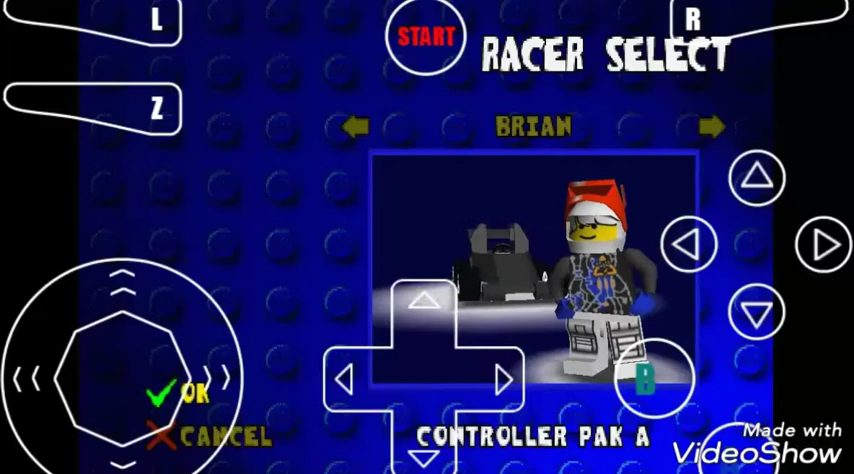 L
START
R
RACER SELECT
Z
BRIAN
B
OK
CANCEL
CONTROLLER PAK A
Made with
VideoShow